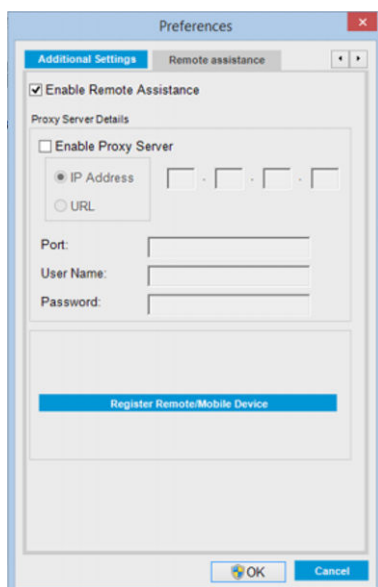 Preferences
Additional Settings Remote assistance
Enable Remote Assistance
Proxy Server Details
Enable Proxy Server
IP Address
URL
Port:
User Name:
Password:
Register Remote/Mobile Device
OK Cancel